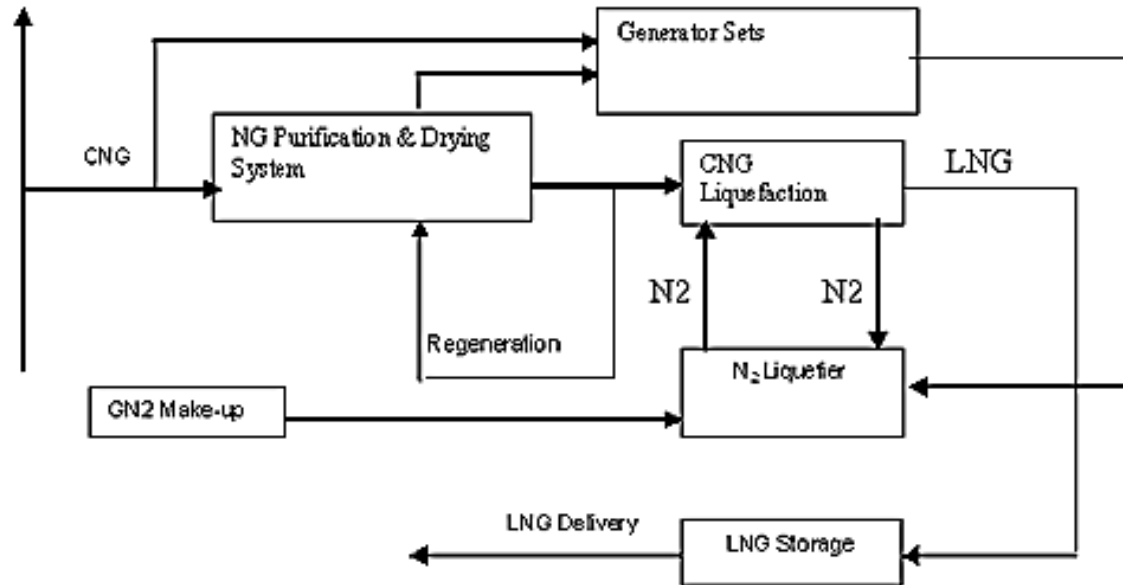 Generator Sets
NG Purification & Drying
System
CNG
CNG
Liquefaction
LNG
N2
N2
Regeneration
N₂ Liquefier
GN2 Make-up
LNG Delivery
LNG Storage